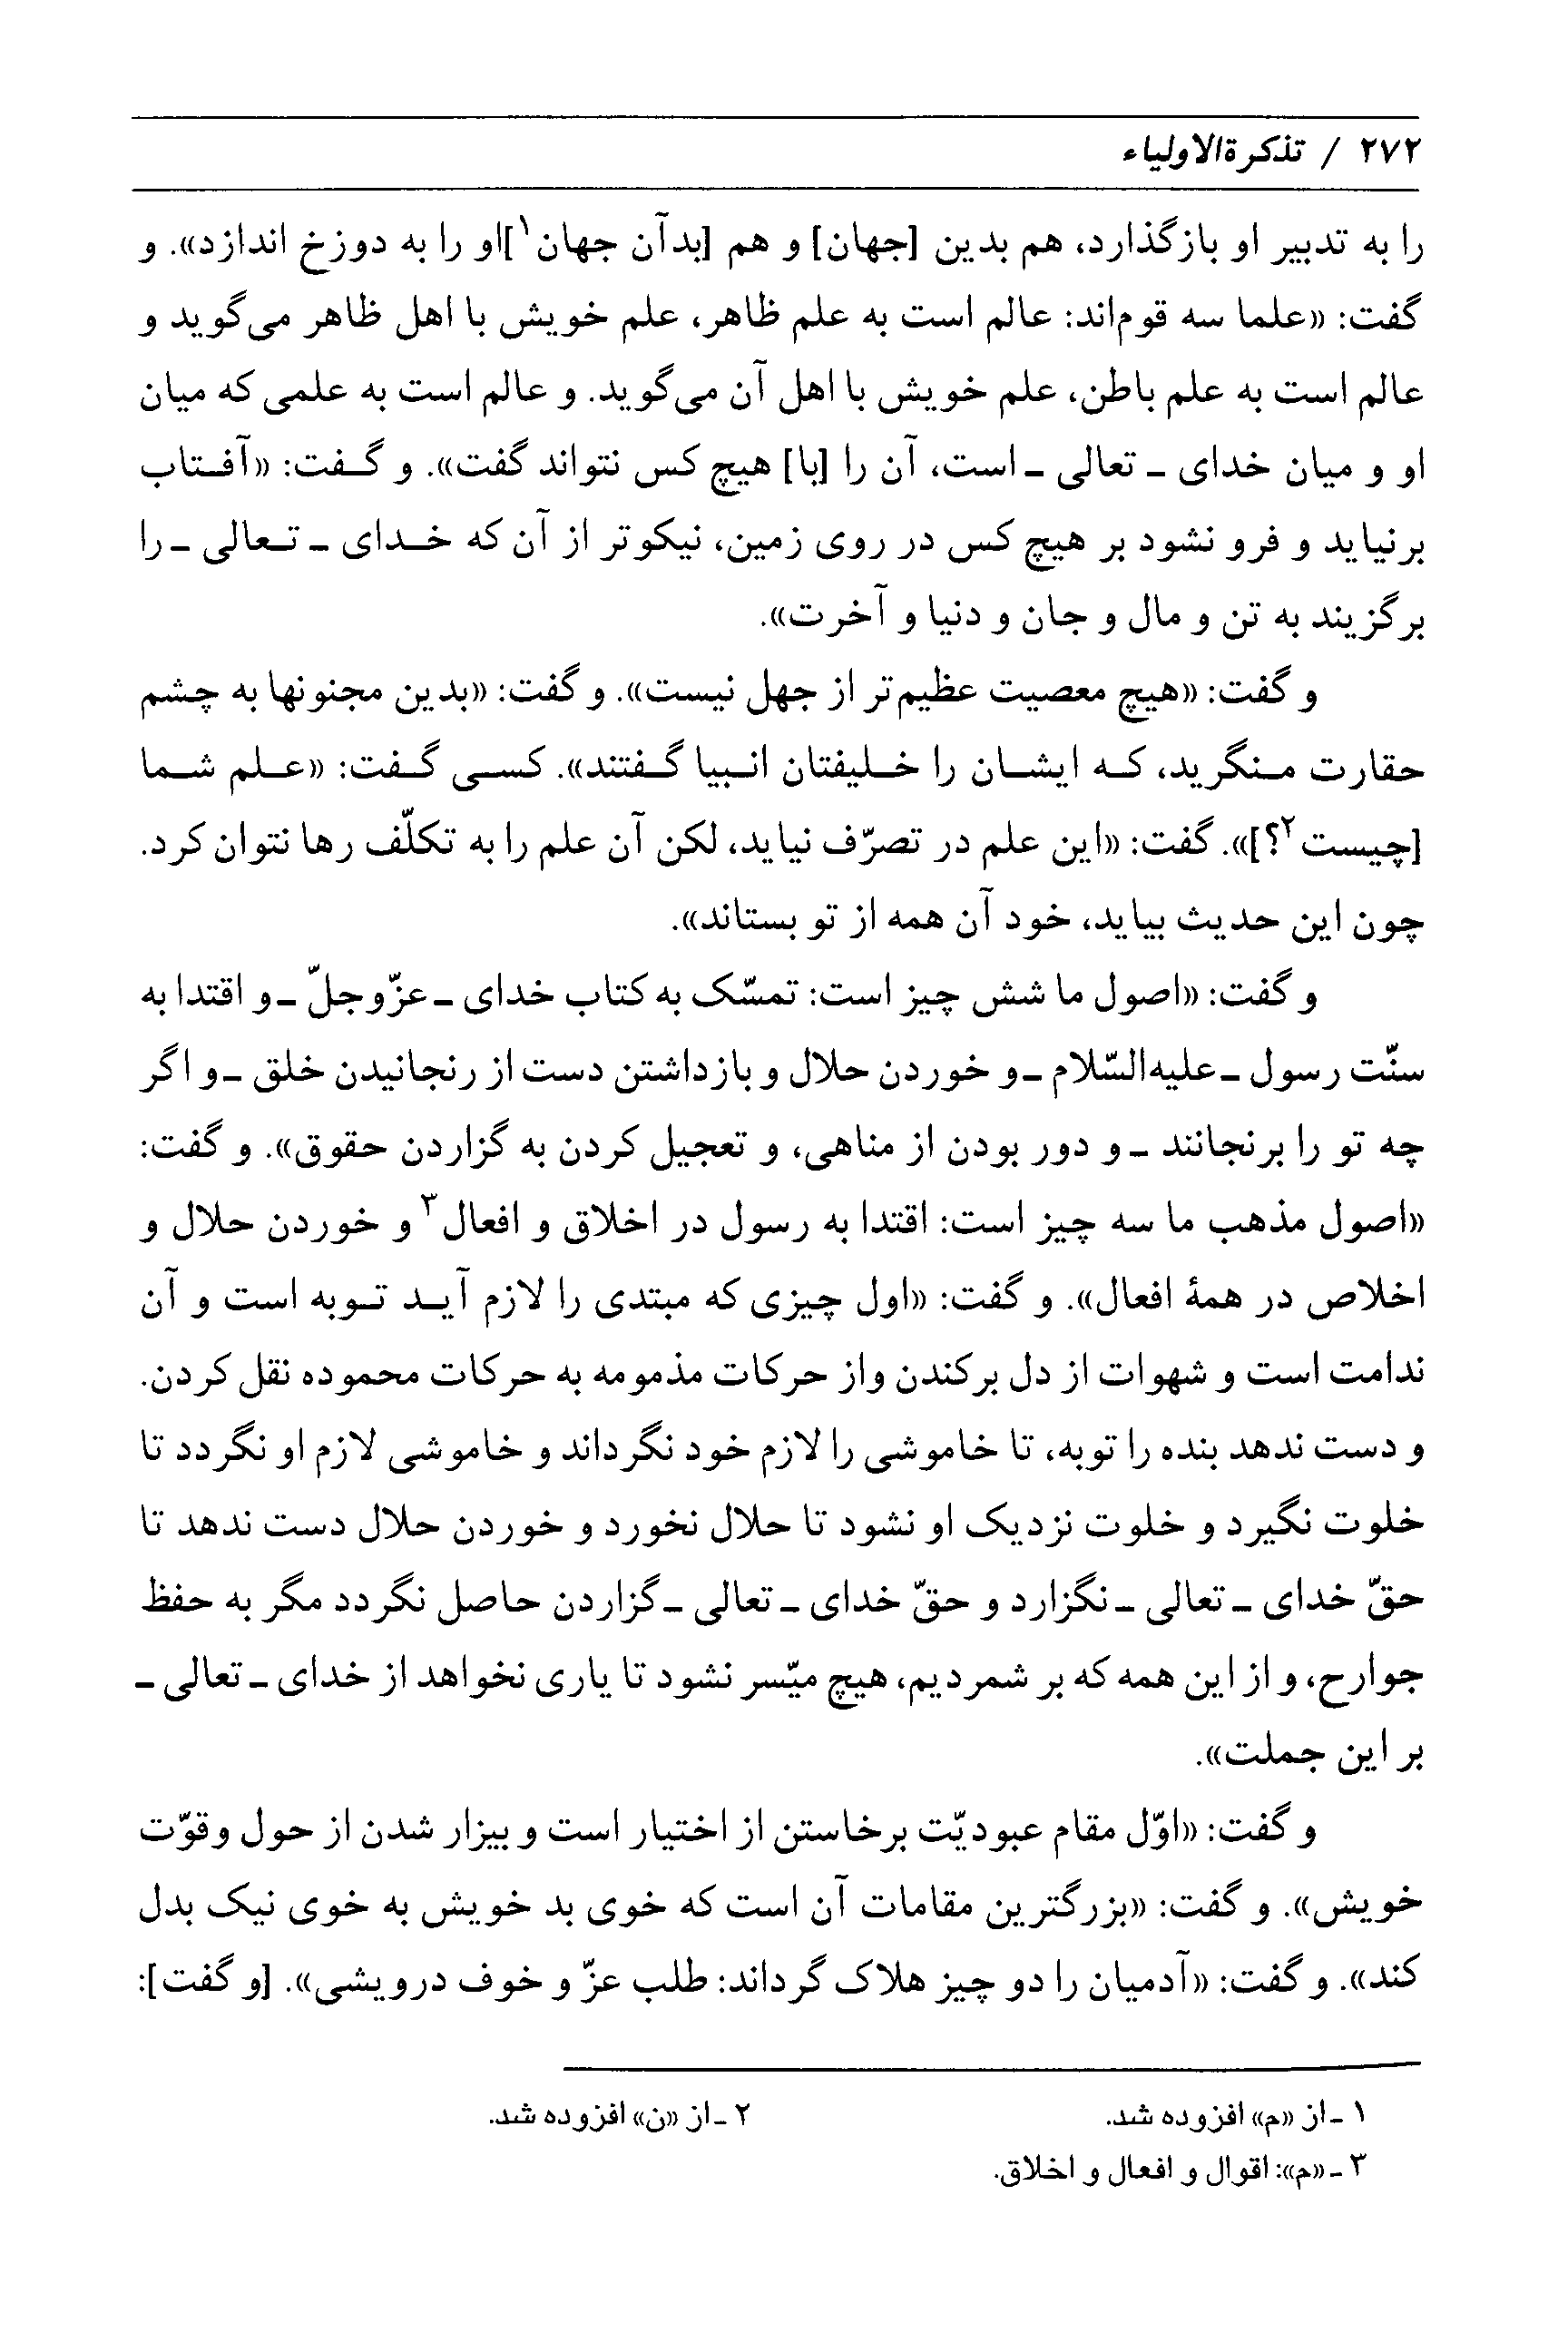 ۲۷۲ / تذکرةالاولیاء
را به تدبیر او بازگذارد، هم بدین [جهان] و هم [بدآن جهان۱]او را به دوزخ اندازد». و
گفت: «علما سه قوم‌اند: عالم است به علم ظاهر، علم خویش با اهل ظاهر می‌گوید و
عالم است به علم باطن، علم خویش با اهل آن می‌گوید. و عالم است به علمی که میان
او و میان خدای ـ تعالی ـ است، آن را [با] هیچ کس نتواند گفت». و گفت: «آفتاب
برنیاید و فرو نشود بر هیچ کس در روی زمین، نیکوتر از آن که خدای ـ تعالی ـ را
برگزیند به تن و مال و جان و دنیا و آخرت».
و گفت: «هیچ معصیت عظیم‌تر از جهل نیست». و گفت: «بدین مجنونها به چشم
حقارت منگرید، که ایشان را خلیفتان انبیا گفتند». کسی گفت: «علم شما
[چیست۲؟]». گفت: «این علم در تصرّف نیاید، لکن آن علم را به تکلّف رها نتوان کرد.
چون این حدیث بیاید، خود آن همه از تو بستاند».
و گفت: «اصول ما شش چیز است: تمسّک به کتاب خدای ـ عزّوجلّ ـ و اقتدا به
سنّت رسول ـ علیه‌السّلام ـ و خوردن حلال و بازداشتن دست از رنجانیدن خلق ـ و اگر
چه تو را برنجانند ـ و دور بودن از مناهی، و تعجیل کردن به گزاردن حقوق». و گفت:
«اصول مذهب ما سه چیز است: اقتدا به رسول در اخلاق و افعال۳ و خوردن حلال و
اخلاص در همهٔ افعال». و گفت: «اول چیزی که مبتدی را لازم آید توبه است و آن
ندامت است و شهوات از دل برکندن واز حرکات مذمومه به حرکات محموده نقل کردن.
و دست ندهد بنده را توبه، تا خاموشی را لازم خود نگرداند و خاموشی لازم او نگردد تا
خلوت نگیرد و خلوت نزدیک او نشود تا حلال نخورد و خوردن حلال دست ندهد تا
حقّ خدای ـ تعالی ـ نگزارد و حقّ خدای ـ تعالی ـ گزاردن حاصل نگردد مگر به حفظ
جوارح، و از این همه که بر شمردیم، هیچ میّسر نشود تا یاری نخواهد از خدای ـ تعالی ـ
بر این جملت».
و گفت: «اوّل مقام عبودیّت برخاستن از اختیار است و بیزار شدن از حول وقوّت
خویش». و گفت: «بزرگترین مقامات آن است که خوی بد خویش به خوی نیک بدل
کند». و گفت: «آدمیان را دو چیز هلاک گرداند: طلب عزّ و خوف درویشی». [و گفت]:
۱ ـ از «م» افزوده شد.
۲ ـ از «ن» افزوده شد.
۳ ـ «م»: اقوال و افعال و اخلاق.